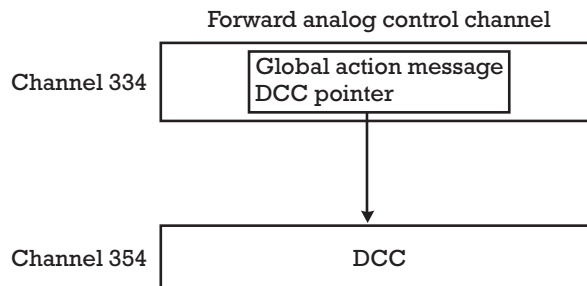 Forward analog control channel
Channel 334
Global action message
DCC pointer
Channel 354
DCC